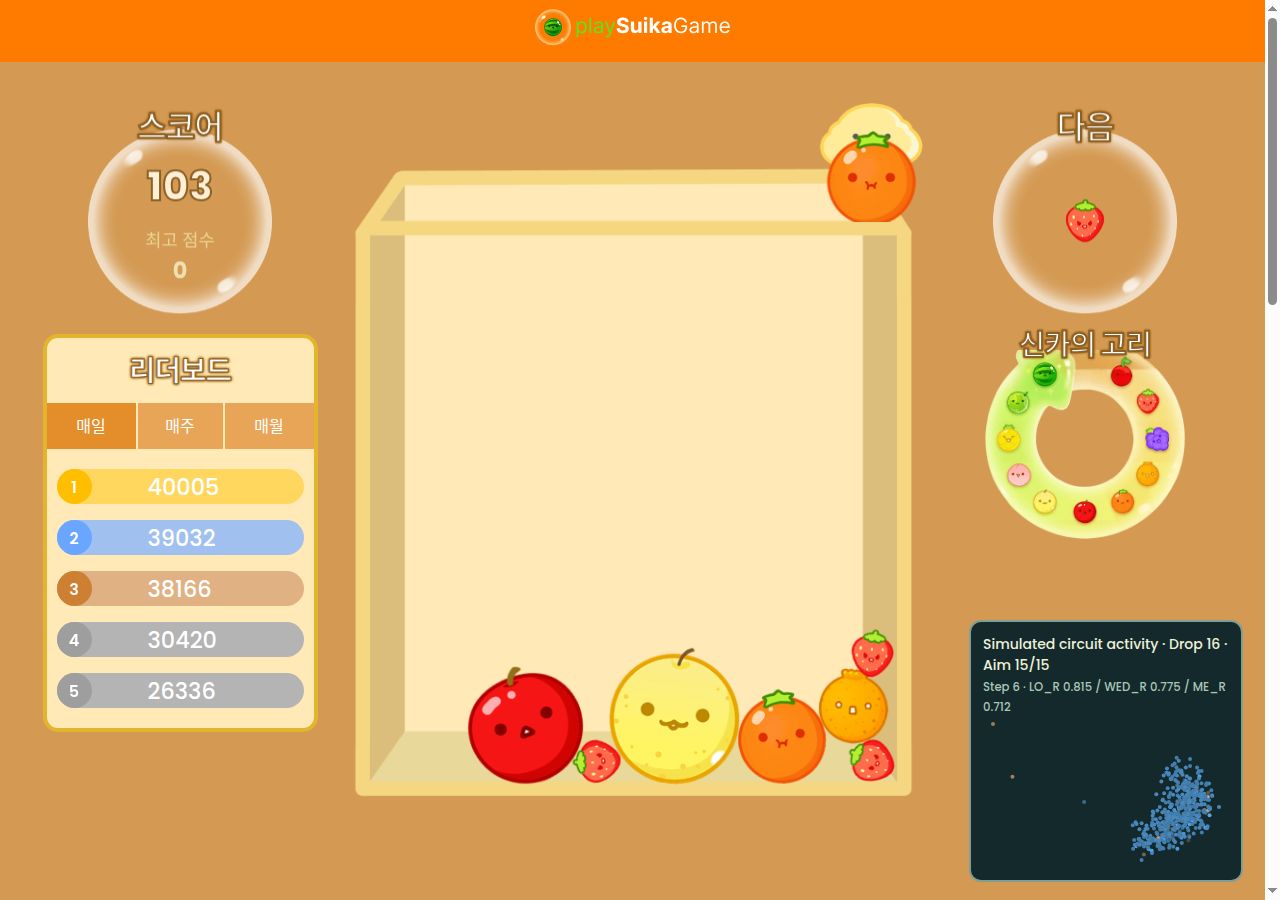 playSuikaGame
스코어
103
최고 점수
0
다음
신카의 고리
리더보드
매일 매주 매월
1 40005
2 39032
3 38166
4 30420
5 26336
Simulated circuit activity · Drop 16 ·
Aim 15/15
Step 6 · LO_R 0.815 / WED_R 0.775 / ME_R
0.712